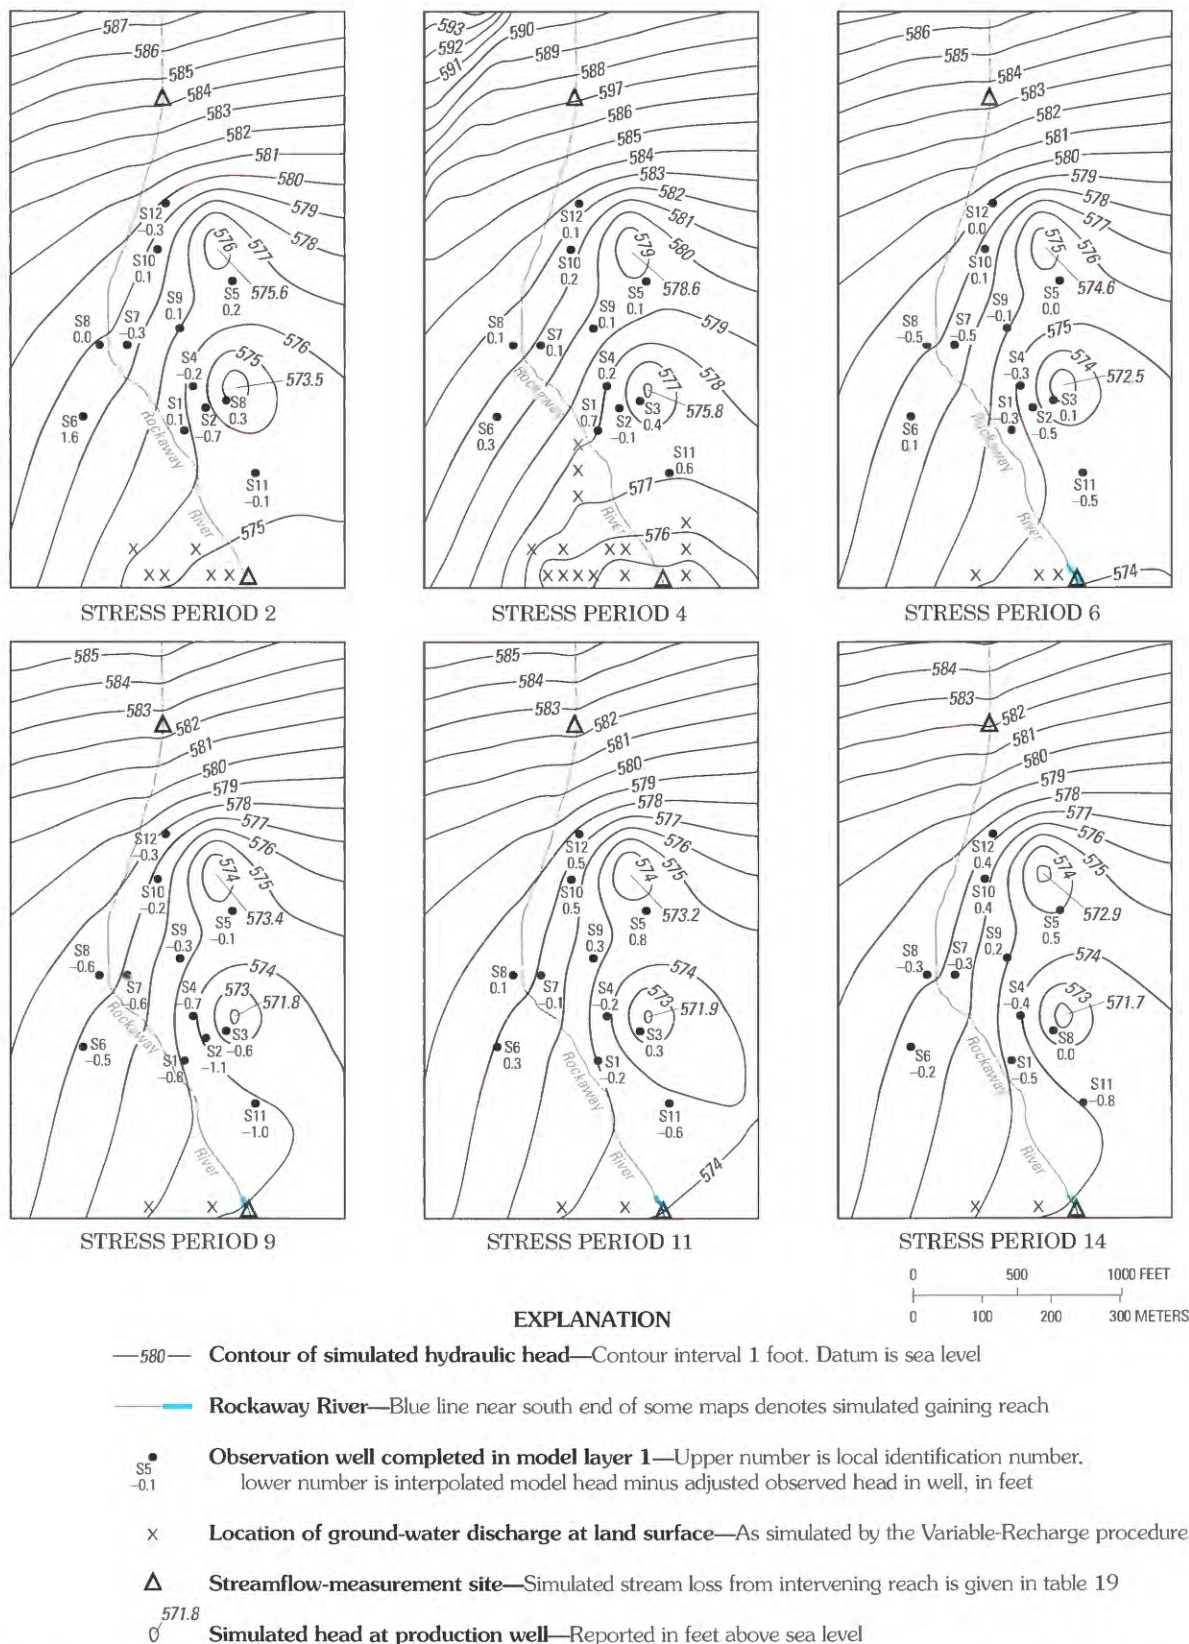 587
586
585
584
583
582
581
580
579
578
577
576
575.6
S12
-0.3
S10
0.1
S5
0.2
S9
0.1
S8
0.0
S7
-0.3
S4
-0.2
575
576
573.5
S1
0.1
S2
-0.7
S8
0.3
S6
1.6
Rockaway
River
S11
-0.1
575
STRESS PERIOD 2
593
592
591
590
589
588
597
586
585
584
583
582
581
580
579
578.6
S12
0.1
S10
0.2
S5
0.1
S9
0.1
S8
0.1
S7
0.1
579
578
577
575.8
S4
0.2
S1
0.7
S2
-0.1
S3
0.4
S6
0.3
Rockaway
River
S11
0.6
577
576
STRESS PERIOD 4
586
585
584
583
582
581
580
579
578
577
576
575
574.6
S12
0.0
S10
0.1
S5
0.0
S9
-0.1
S8
-0.5
S7
-0.5
575
574
572.5
S4
-0.3
S1
-0.3
S2
-0.5
S3
0.1
S6
0.1
Rockaway
River
S11
-0.5
574
STRESS PERIOD 6
585
584
583
582
581
580
579
578
577
576
575
574
573.4
S12
-0.3
S10
-0.2
S5
-0.1
S9
-0.3
S8
-0.6
S7
-0.6
574
573
571.8
S4
-0.7
S1
-0.8
S2
-1.1
S3
-0.6
S6
-0.5
Rockaway
River
S11
-1.0
STRESS PERIOD 9
585
584
583
582
581
580
579
578
577
576
575
574
573.2
S12
0.5
S10
0.5
S5
0.8
S9
0.3
S8
0.1
S7
-0.1
574
573
571.9
S4
-0.2
S3
0.3
S1
-0.2
S6
0.3
Rockaway
River
S11
-0.6
574
STRESS PERIOD 11
584
583
582
581
580
579
578
577
576
575
574
572.9
S12
0.4
S10
0.4
S5
0.5
S9
0.2
S8
-0.3
S7
-0.3
574
573
571.7
S4
-0.4
S8
0.0
S1
-0.5
S6
-0.2
Rockaway
River
S11
-0.8
STRESS PERIOD 14
0 500 1000 FEET
0 100 200 300 METERS
EXPLANATION
580 Contour of simulated hydraulic head—Contour interval 1 foot. Datum is sea level
Rockaway River—Blue line near south end of some maps denotes simulated gaining reach
S5
-0.1
Observation well completed in model layer 1—Upper number is local identification number,
lower number is interpolated model head minus adjusted observed head in well, in feet
x Location of ground-water discharge at land surface—As simulated by the Variable-Recharge procedure
Streamflow-measurement site—Simulated stream loss from intervening reach is given in table 19
571.8
Simulated head at production well—Reported in feet above sea level